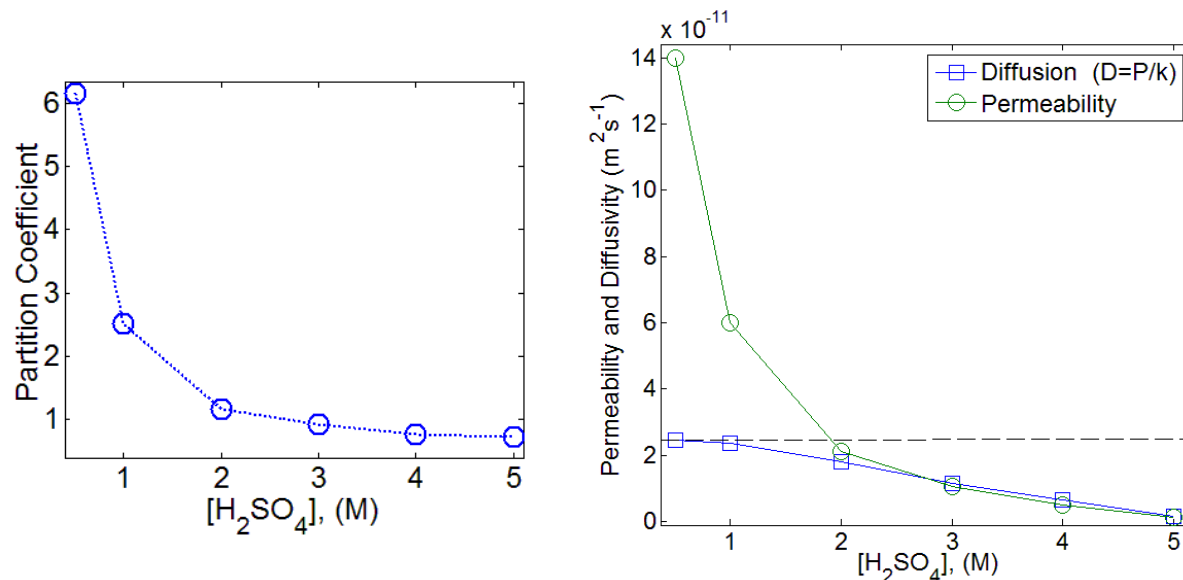 Partition Coefficient
6
5
4
3
2
1
1 2 3 4 5
[H₂SO₄], (M)
x 10⁻¹¹
Permeability and Diffusivity (m²s⁻¹)
14
12
10
8
6
4
2
0
Diffusion (D=P/k)
Permeability
1 2 3 4 5
[H₂SO₄], (M)